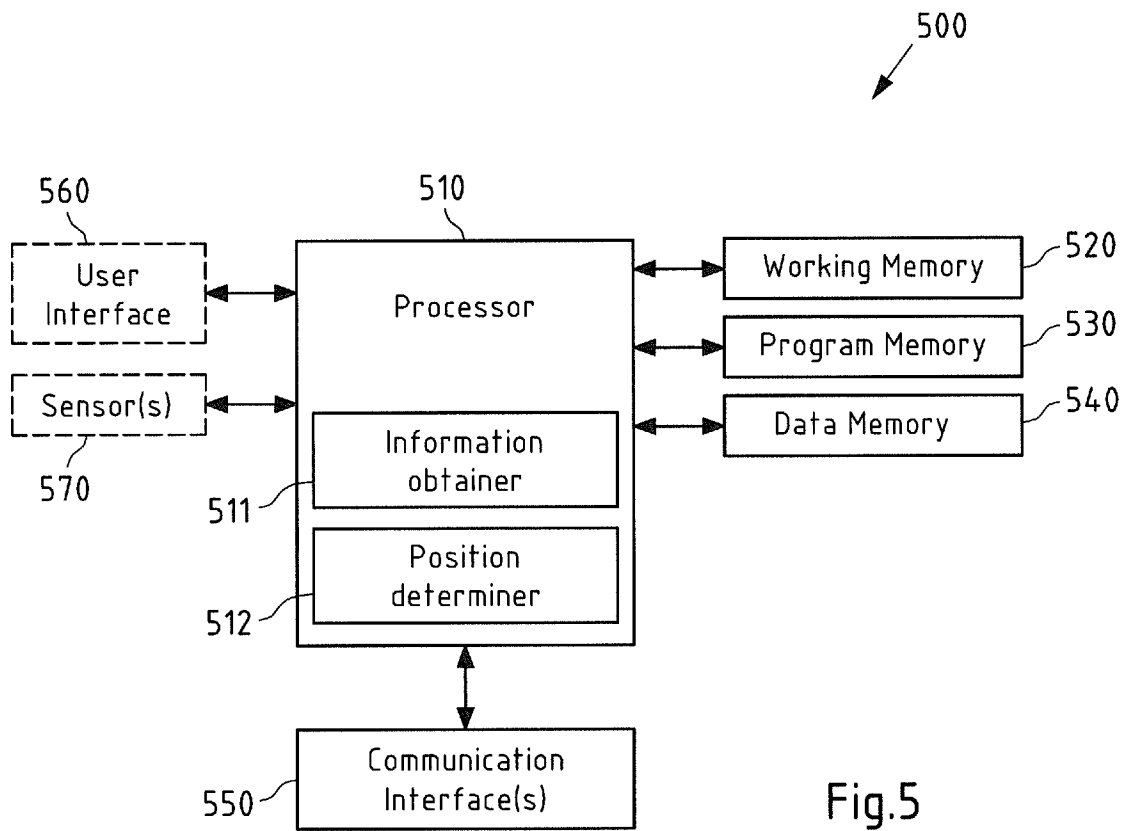 500
560
510
User
Interface
Processor
Working Memory
520
Program Memory
530
Sensor(s)
570
Data Memory
540
Information
obtainer
511
Position
determiner
512
Communication
Interface(s)
550
Fig.5